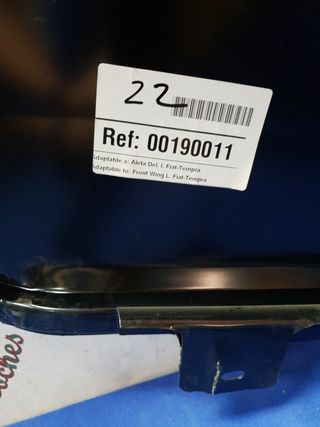 22
Ref: 00190011
Adaptable a: Aleta Del. I. Fiat-Tempra
Adaptable to: Front Wing L. Fiat-Tempra